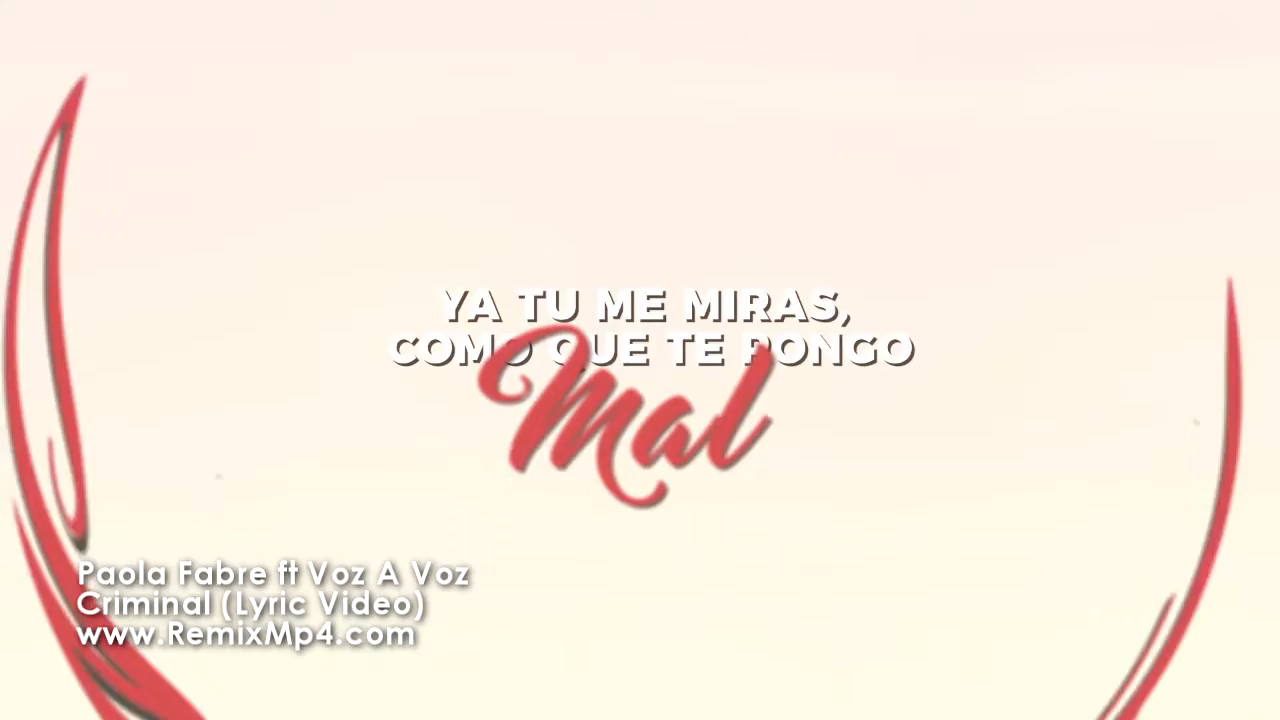 YA TU ME MIRAS,
COMO QUE TE PONGO
Mal
Paola Fabre ft Voz A Voz
Criminal (Lyric Video)
www.RemixMp4.com